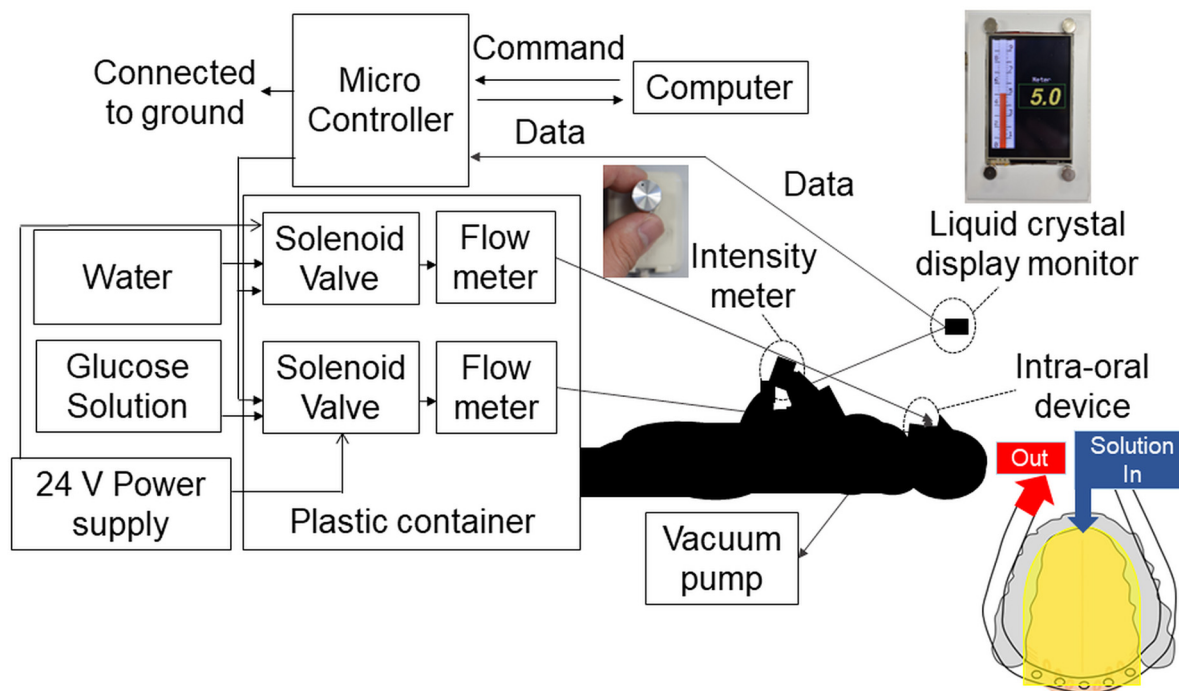 Connected
to ground
Micro
Controller
Command
Computer
Data
Data
Meter
5.0
Liquid crystal
display monitor
Intensity
meter
Water
Solenoid
Valve
Flow
meter
Glucose
Solution
Solenoid
Valve
Flow
meter
Intra-oral
device
24 V Power
supply
Plastic container
Vacuum
pump
Out
Solution
In